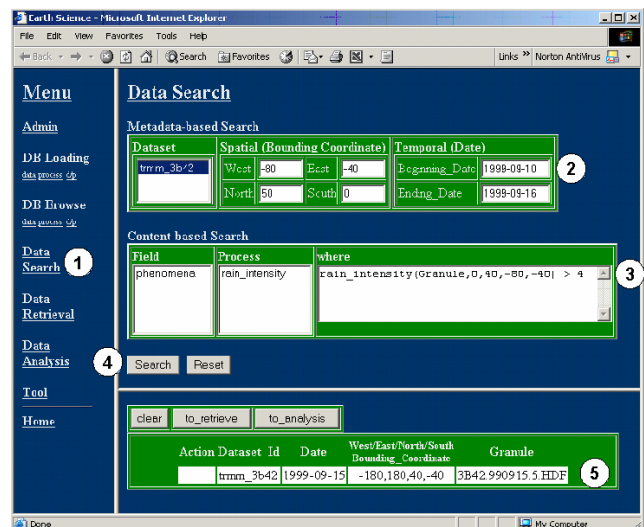 Earth Science - Microsoft Internet Explorer
File Edit View Favorites Tools Help
Back Search Favorites Links » Norton AntiVirus
Menu
Admin
DB Loading
data process c/p
DB Browse
data process c/p
Data
Search 1
Data
Retrieval
Data
Analysis
Tool
Home
Data Search
Metadata-based Search
Dataset Spatial (Bounding Coordinate) Temporal (Date)
West -80 East -40 Beginning_Date 1999-09-10
North 50 South 0 Ending_Date 1999-09-16
2
Content based Search
Field Process where
phenomena rain_intensity rain_intensity(Granule,0,40,-80,-40) > 4
3
4 Search Reset
clear to_retrieve to_analysis
Action Dataset Id Date West/East/North/South Bounding_Coordinate Granule
trmm_3b42 1999-09-15 -180,180,40,-40 3B42.990915.5.HDF 5
Done My Computer